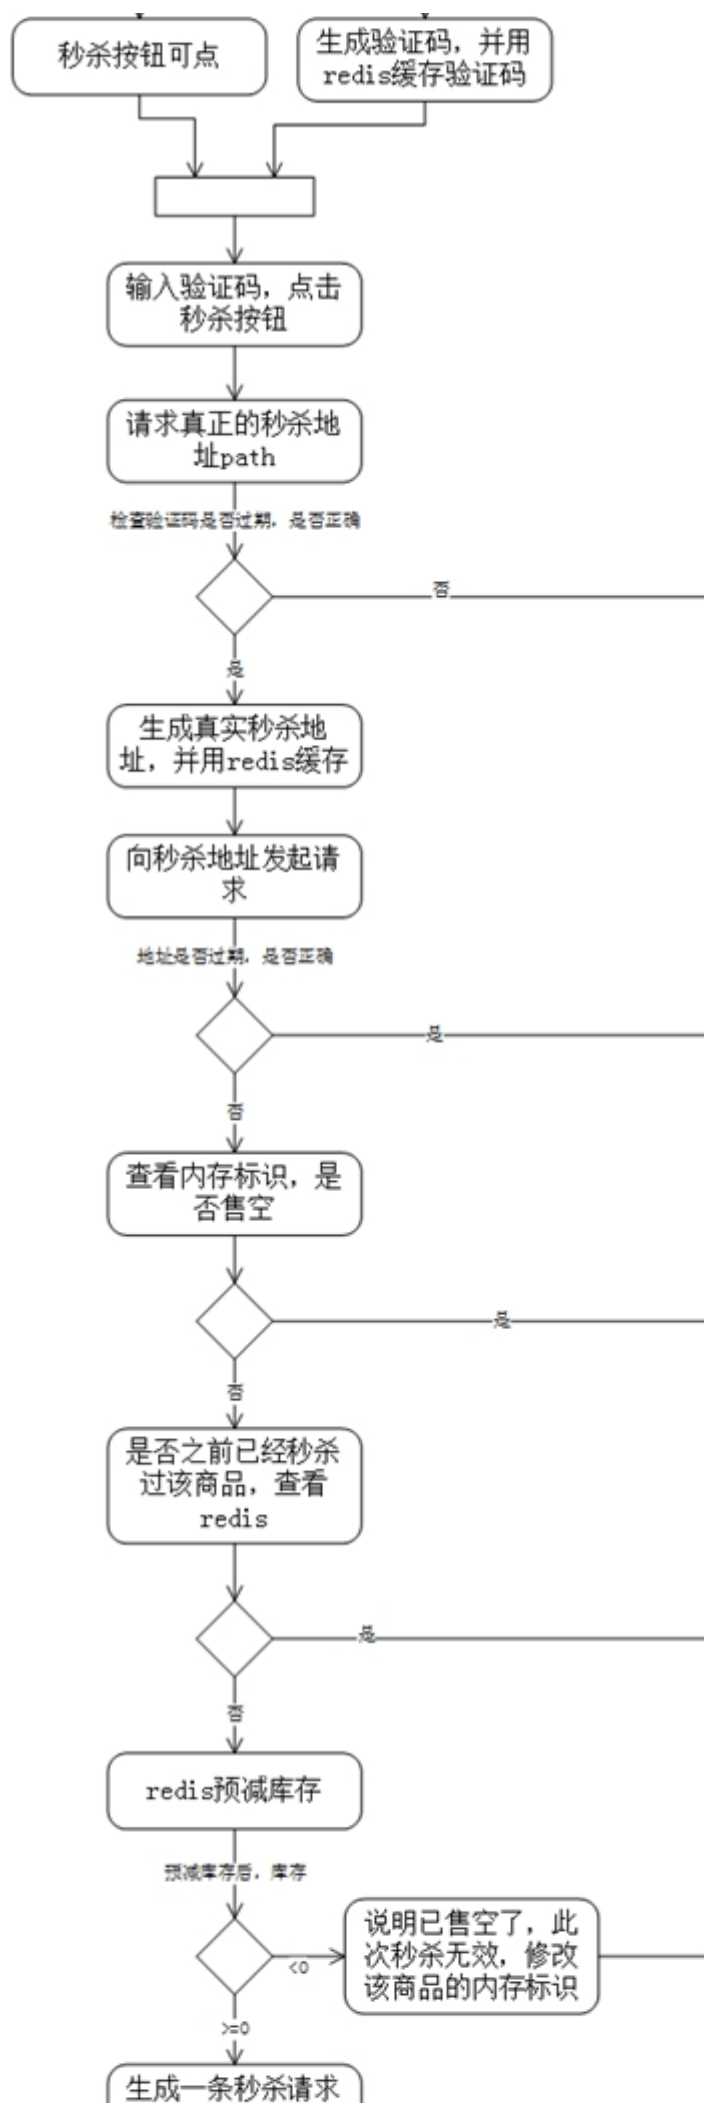 秒杀按钮可点
生成验证码，并用
redis缓存验证码
输入验证码，点击
秒杀按钮
请求真正的秒杀地
址path
检查验证码是否过期，是否正确
否
是
生成真实秒杀地
址，并用redis缓存
向秒杀地址发起请
求
地址是否过期，是否正确
是
否
查看内存标识，是
否售空
是
否
是否之前已经秒杀
过该商品，查看
redis
是
否
redis预减库存
预减库存后，库存
说明已售空了，此
次秒杀无效，修改
该商品的内存标识
<0
>=0
生成一条秒杀请求